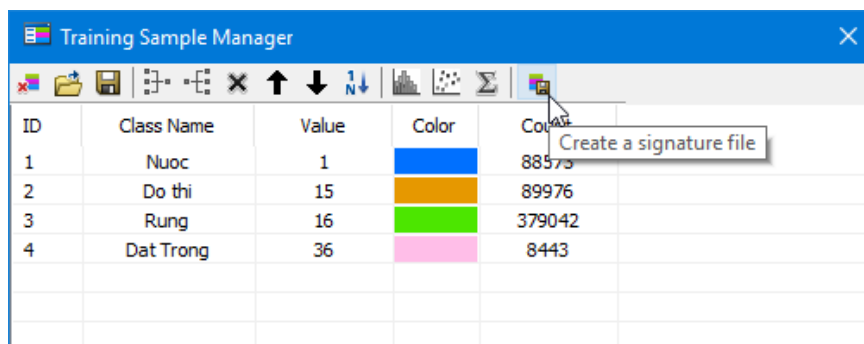 Training Sample Manager
ID Class Name Value Color Count
Create a signature file
1 Nuoc 1 88573
2 Do thi 15 89976
3 Rung 16 379042
4 Dat Trong 36 8443